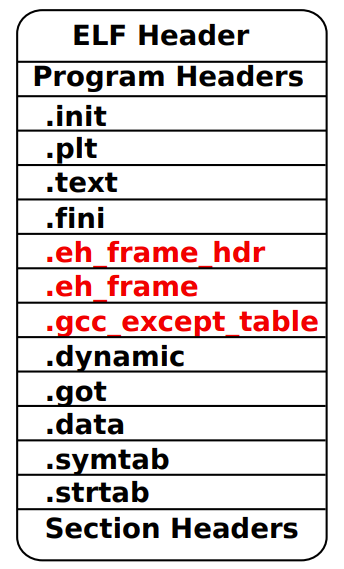 ELF Header
Program Headers
.init
.plt
.text
.fini
.eh_frame_hdr
.eh_frame
.gcc_except_table
.dynamic
.got
.data
.symtab
.strtab
Section Headers